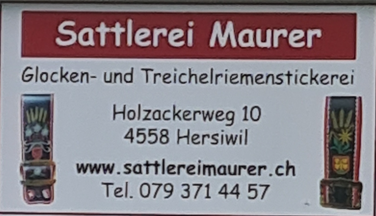 Sattlerei Maurer
Glocken- und Treichelriemenstickerei
Holzackerweg 10
4558 Hersiwil
www.sattlereimaurer.ch
Tel. 079 371 44 57